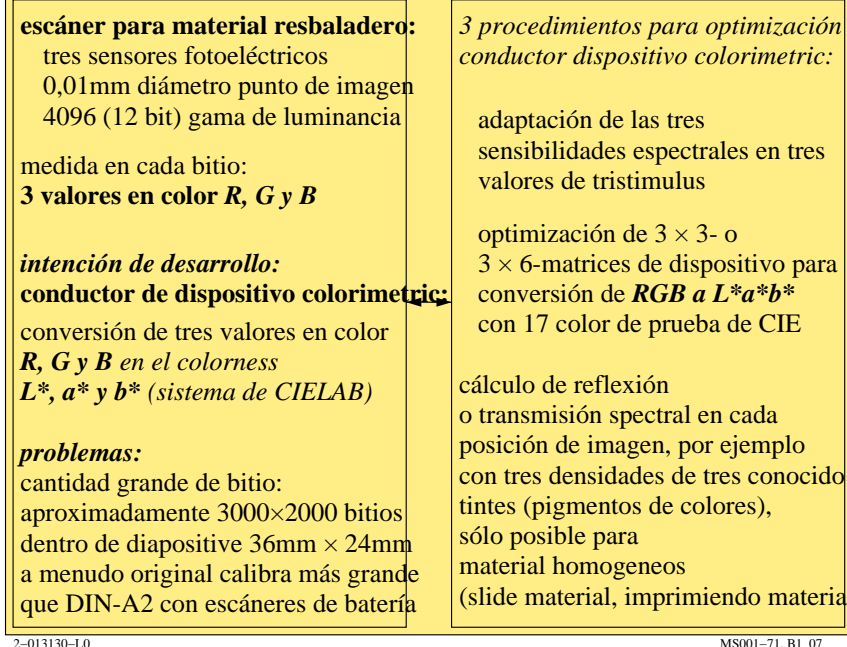 escáner para material resbaladero:
tres sensores fotoeléctricos
0,01mm diámetro punto de imagen
4096 (12 bit) gama de luminancia
medida en cada bitio:
3 valores en color R, G y B
intención de desarrollo:
conductor de dispositivo colorimetric:
conversión de tres valores en color
R, G y B en el colorness
L*, a* y b* (sistema de CIELAB)
problemas:
cantidad grande de bitio:
aproximadamente 3000×2000 bitios
dentro de diapositive 36mm × 24mm
a menudo original calibra más grande
que DIN-A2 con escáneres de batería
3 procedimientos para optimización
conductor dispositivo colorimetric:
adaptación de las tres
sensibilidades espectrales en tres
valores de tristimulus
optimización de 3 × 3- o
3 × 6-matrices de dispositivo para
conversión de RGB a L*a*b*
con 17 color de prueba de CIE
cálculo de reflexión
o transmisión spectral en cada
posición de imagen, por ejemplo
con tres densidades de tres conocido
tintes (pigmentos de colores),
sólo posible para
material homogeneos
(slide material, imprimiendo materia
2−013130−L0
MS001−71, B1_07